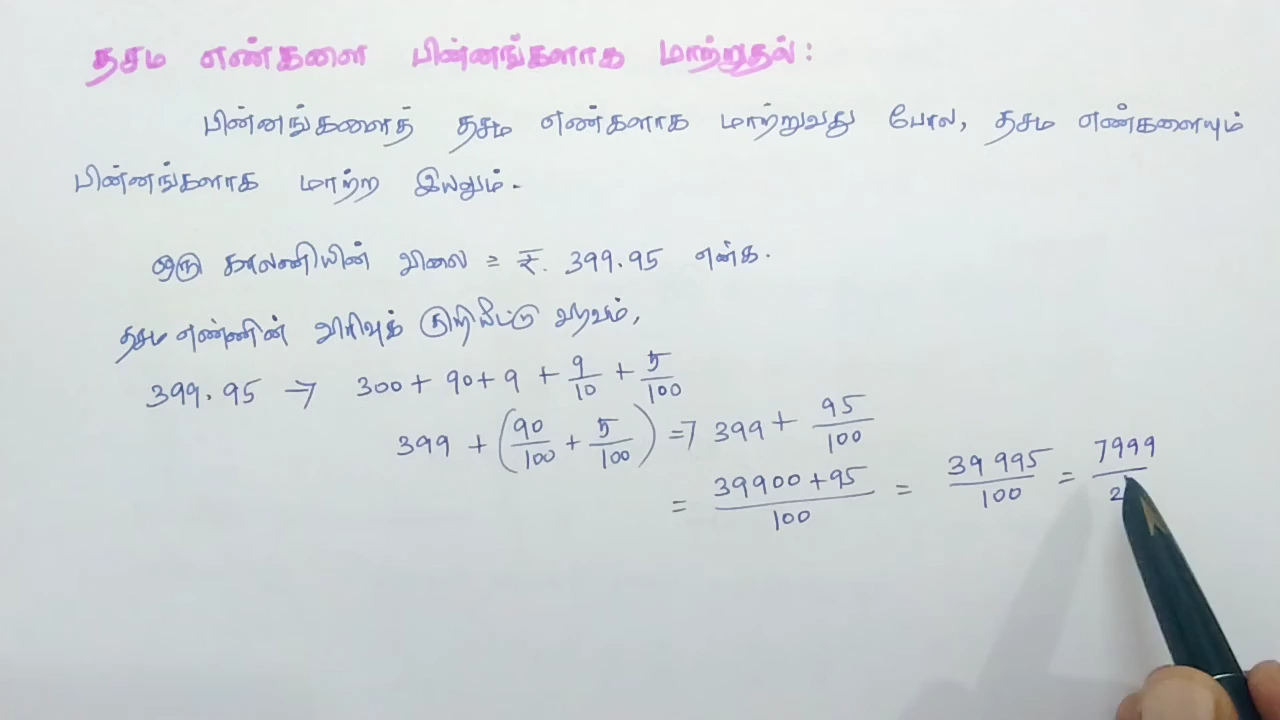 தசம எண்களை பின்னங்களாக மாற்றுதல் :
பின்னங்களைத் தசம எண்களாக மாற்றுவது போல, தசம எண்களையும்
பின்னங்களாக மாற்ற இயலும்.
ஒரு காலணியின் விலை = ₹. 399.95 என்க.
தசம எண்ணின் விரிவுக் குறியீட்டு வடிவம்,
399.95 → 300 + 90 + 9 + 9/10 + 5/100
399 + (90/100 + 5/100) ⇒ 399 + 95/100
= 39900 + 95/100 = 39995/100 = 7999/2